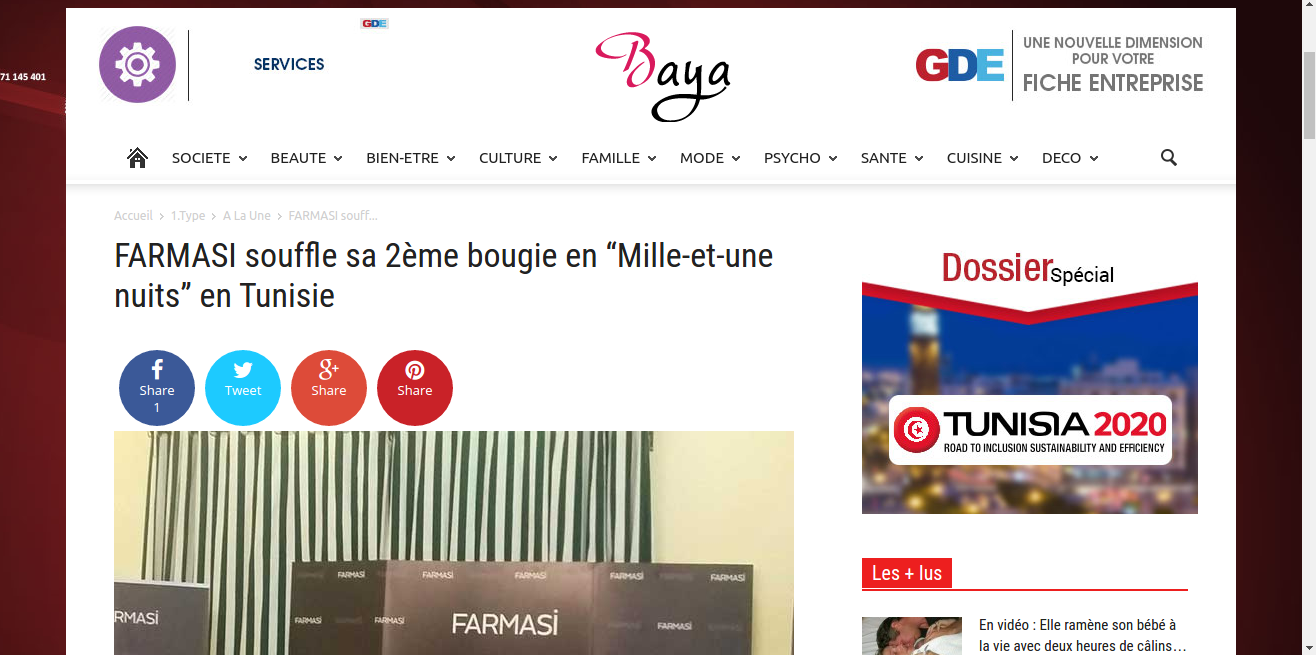 GDE
SERVICES
Baya
GDE
UNE NOUVELLE DIMENSION
POUR VOTRE
FICHE ENTREPRISE
71 145 401
SOCIETE
BEAUTE
BIEN-ETRE
CULTURE
FAMILLE
MODE
PSYCHO
SANTE
CUISINE
DECO
Accueil > 1.Type > A La Une > FARMASI souff...
FARMASI souffle sa 2ème bougie en “Mille-et-une
nuits” en Tunisie
Share
1
Tweet
Share
Share
FARMASİ FARMASİ FARMASİ FARMASİ FARMASİ
RMASİ
FARMASİ FARMASİ FARMASİ FARMASİ
Dossier Spécial
TUNISIA 2020
ROAD TO INCLUSION SUSTAINABILITY AND EFFICIENCY
Les + lus
En vidéo : Elle ramène son bébé à
la vie avec deux heures de câlins…